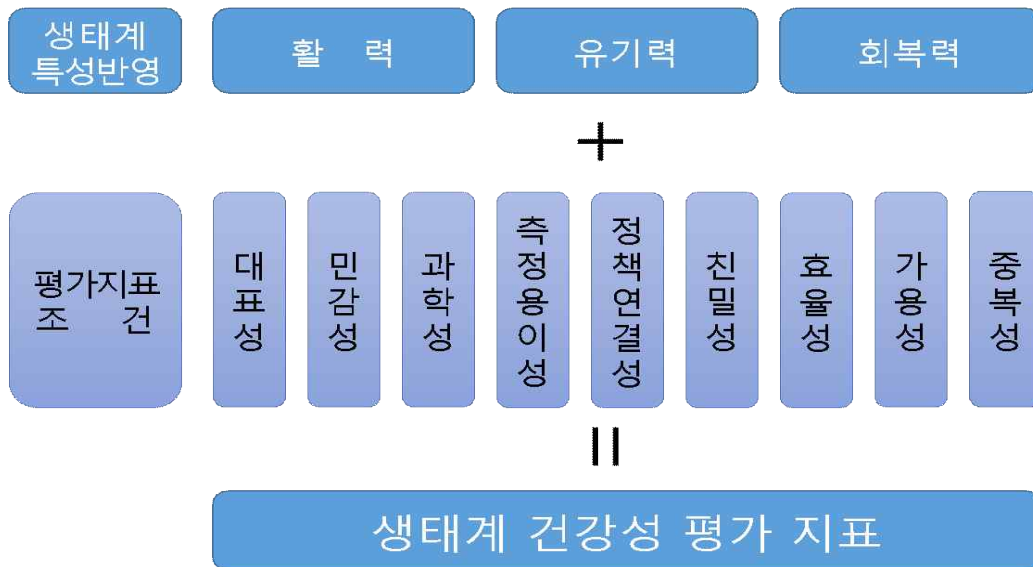 생태계
특성반영
활 력
유기력
회복력
+
평가지표
조 건
대표성
민감성
과학성
측정용이성
정책연결성
친밀성
효율성
가용성
중복성
=
생태계 건강성 평가 지표